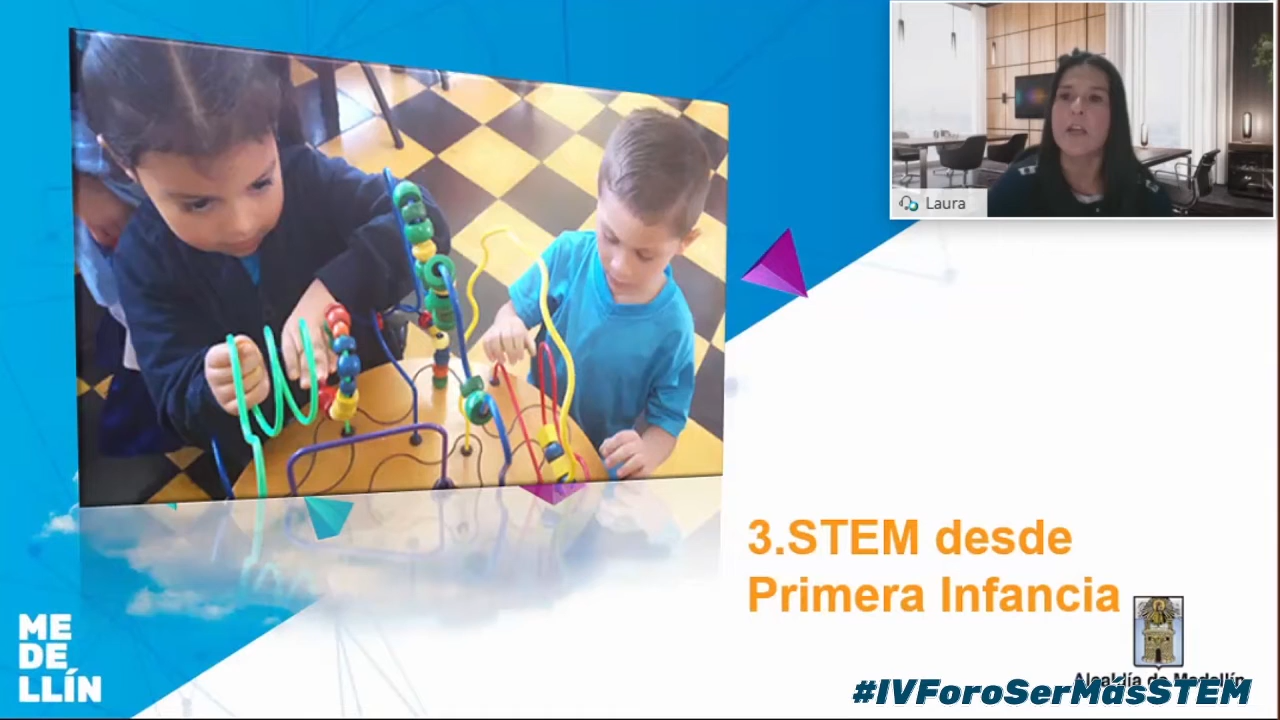 Laura
3.STEM desde
Primera Infancia
ME
DE
LLÍN
Alcaldía de Medellín
#IVForoSerMásSTEM